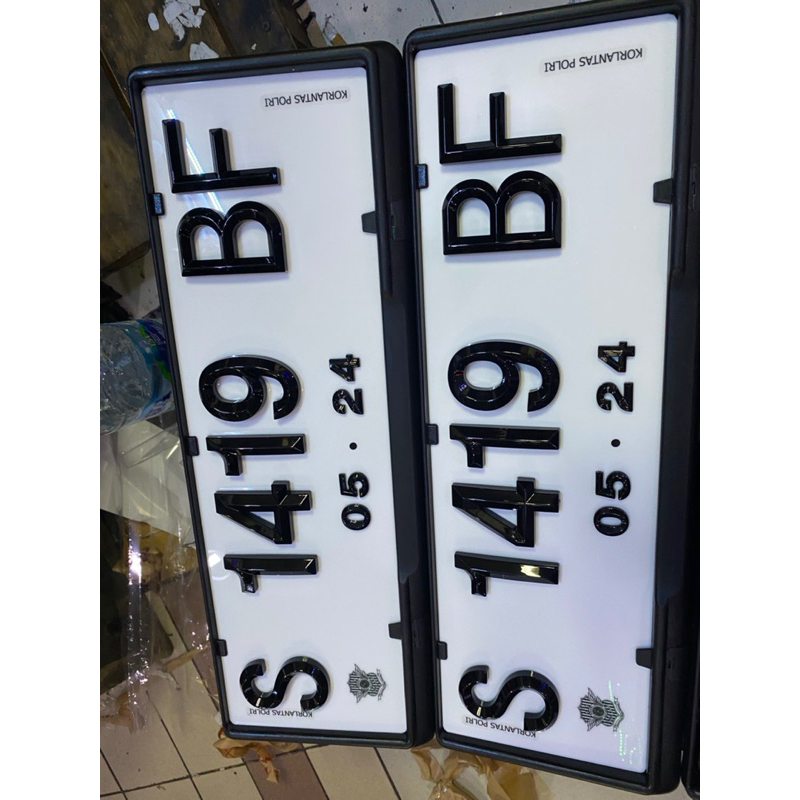 KORLANTAS POLRI
S 1419 BF
05 · 24
KORLANTAS POLRI
KORLANTAS POLRI
S 1419 BF
05 · 24
KORLANTAS POLRI